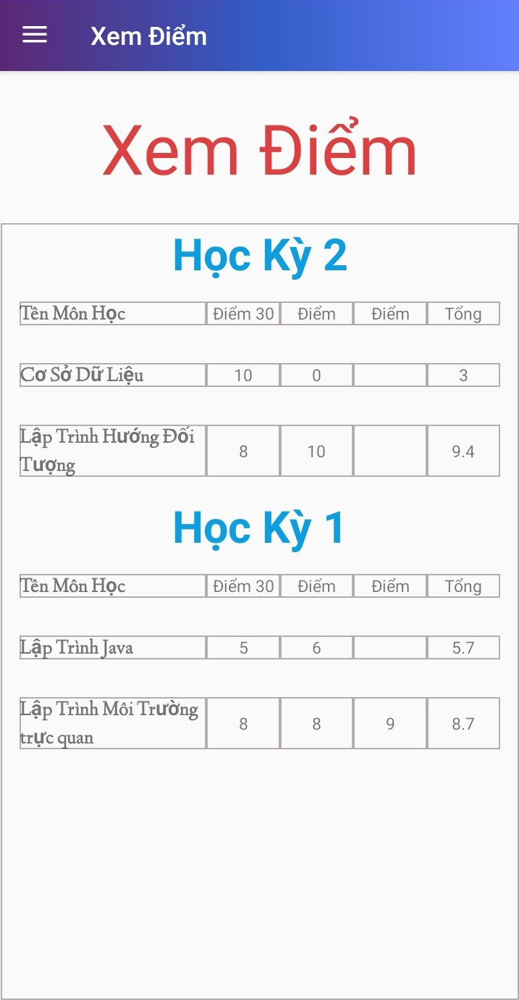 Xem Điểm
Xem Điểm
Học Kỳ 2
Tên Môn Học Điểm 30 Điểm Điểm Tổng
Cơ Sở Dữ Liệu 10 0 3
Lập Trình Hướng Đối
Tượng 8 10 9.4
Học Kỳ 1
Tên Môn Học Điểm 30 Điểm Điểm Tổng
Lập Trình Java 5 6 5.7
Lập Trình Môi Trường
trực quan 8 8 9 8.7